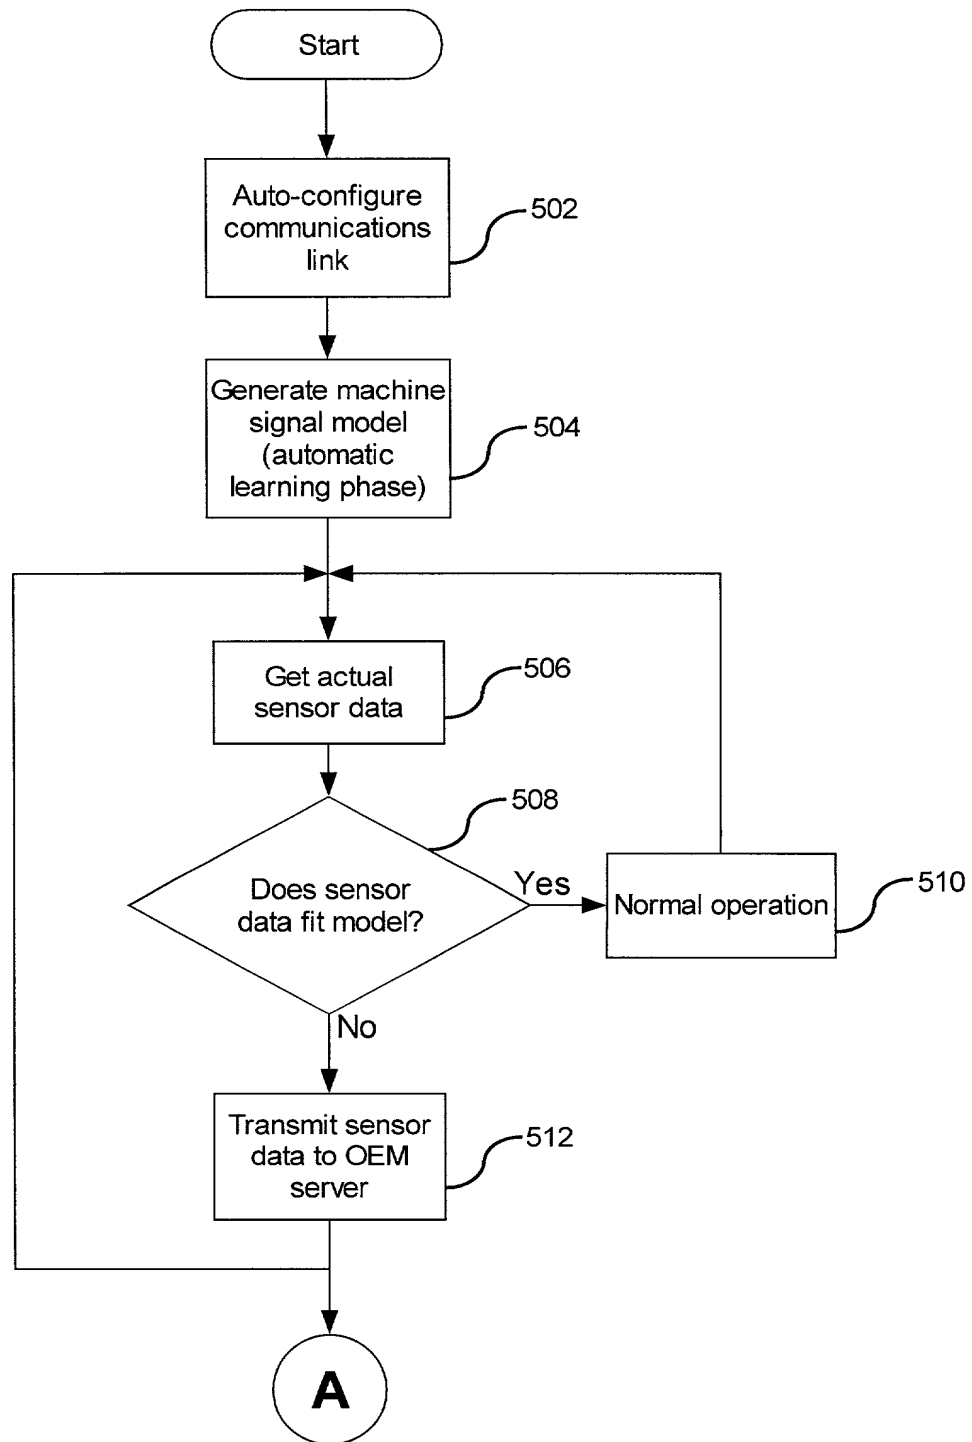 Start
Auto-configure
communications
link
502
Generate machine
signal model
(automatic
learning phase)
504
Get actual
sensor data
506
508
Does sensor
data fit model?
Yes
Normal operation
510
No
Transmit sensor
data to OEM
server
512
A